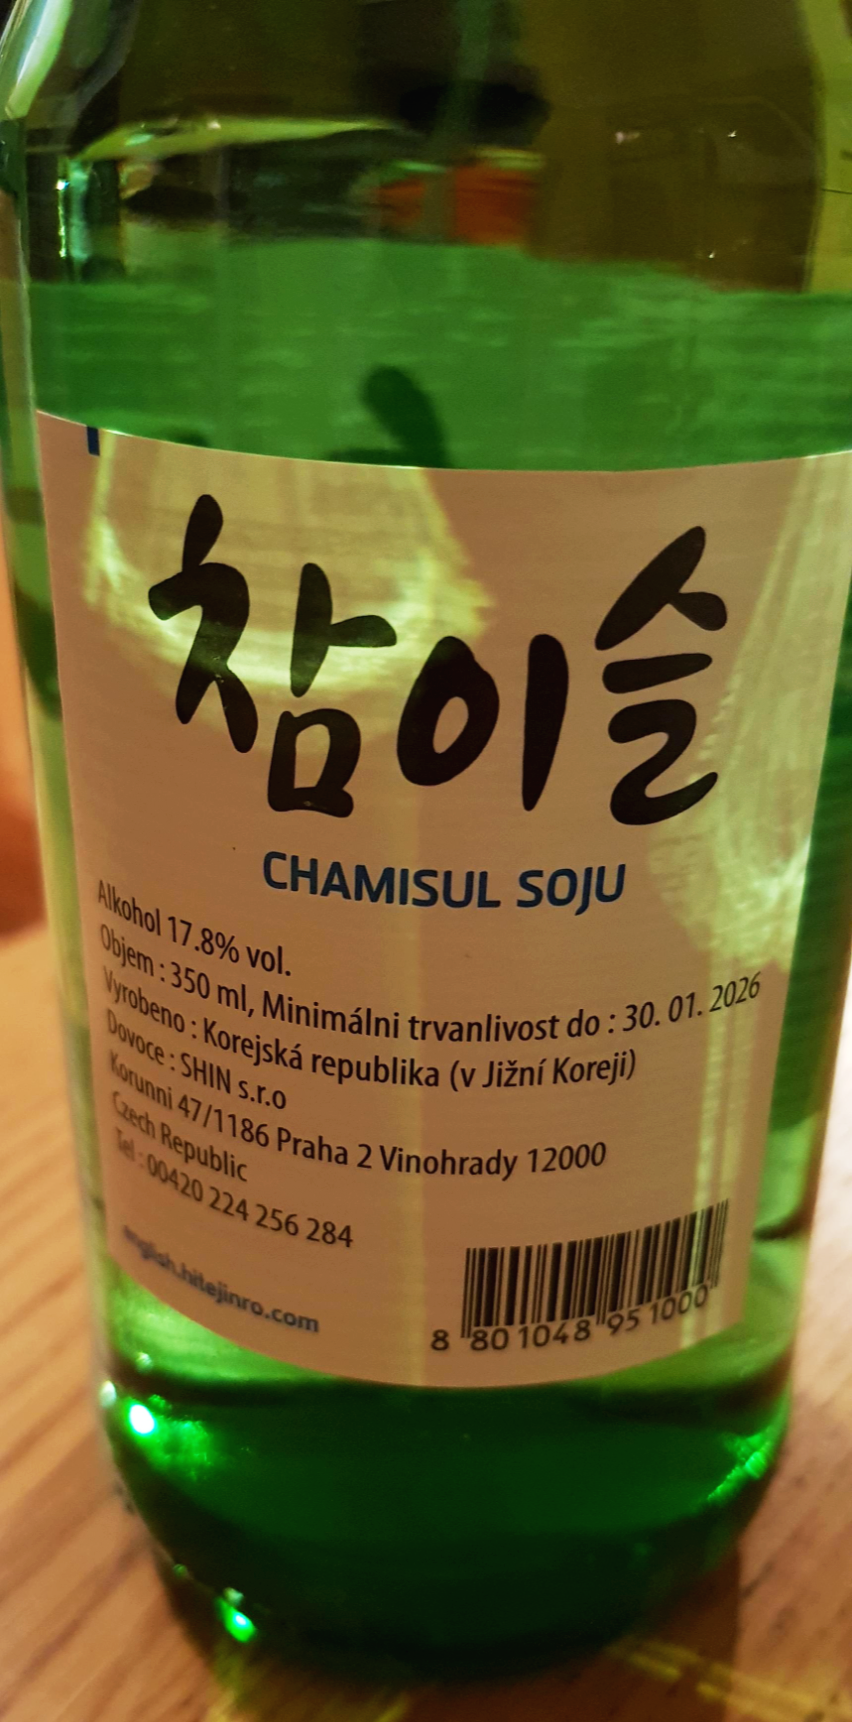 참이슬
CHAMISUL SOJU
Alkohol 17.8% vol.
Objem : 350 ml, Minimálni trvanlivost do : 30. 01. 2026
Vyrobeno : Korejská republika (v Jižní Koreji)
Dovoce : SHIN s.r.o
Korunni 47/1186 Praha 2 Vinohrady 12000
Czech Republic
Tel : 00420 224 256 284
english.hitejinro.com
8 801048 951000